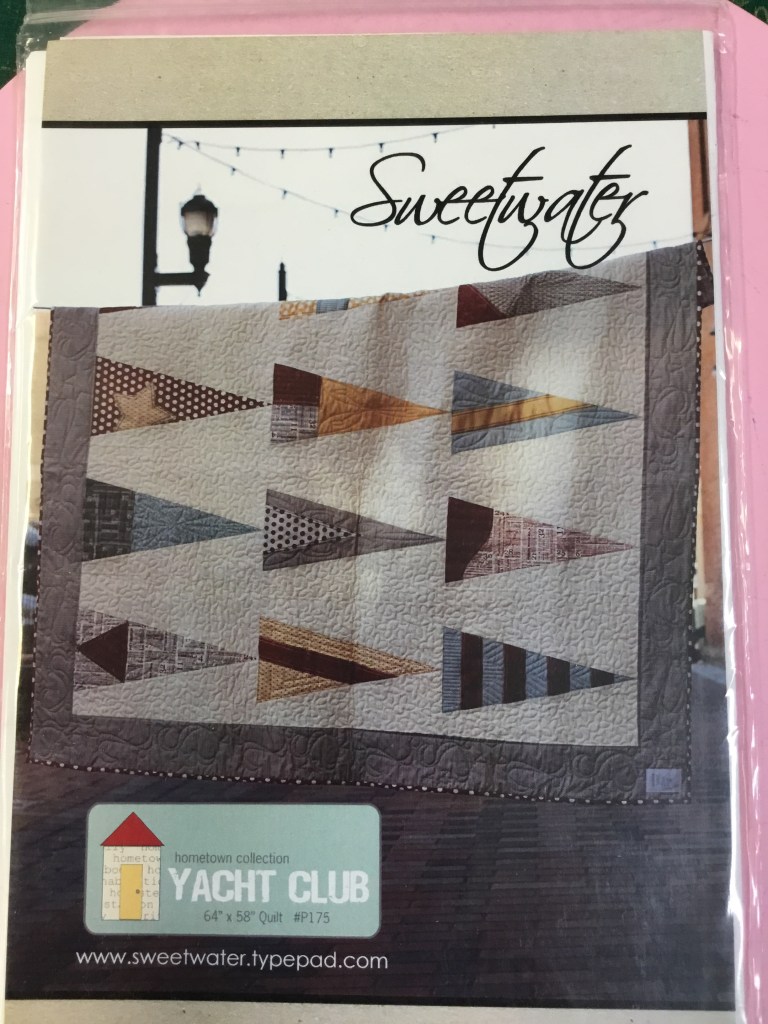 Sweetwater
hometown collection
YACHT CLUB
64" x 58" Quilt #P175
www.sweetwater.typepad.com